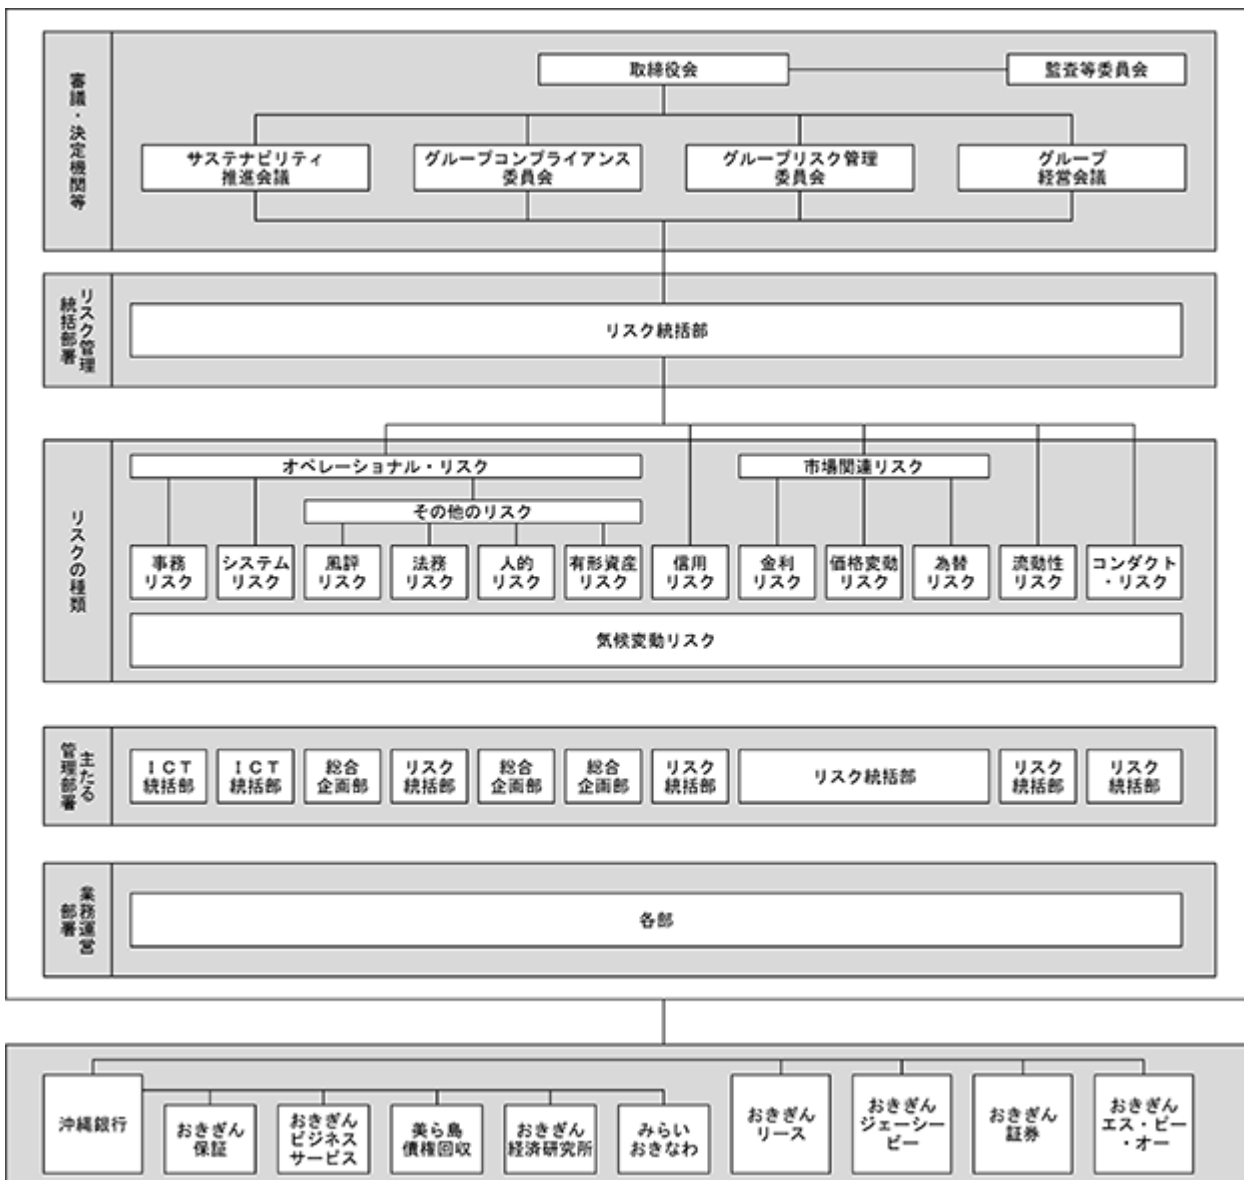 審議・決定機関等
取締役会
監査等委員会
サステナビリティ
推進会議
グループコンプライアンス
委員会
グループリスク管理
委員会
グループ
経営会議
リスク管理
統括部署
リスク統括部
リスクの種類
オペレーショナル・リスク
市場関連リスク
その他のリスク
事務
リスク
システム
リスク
風評
リスク
法務
リスク
人的
リスク
有形資産
リスク
信用
リスク
金利
リスク
価格変動
リスク
為替
リスク
流動性
リスク
コンダクト
・リスク
気候変動リスク
主たる
管理部署
ICT
統括部
ICT
統括部
総合
企画部
リスク
統括部
総合
企画部
総合
企画部
リスク
統括部
リスク統括部
リスク
統括部
リスク
統括部
業務運営
部署
各部
沖縄銀行
おきぎん
保証
おきぎん
ビジネス
サービス
美ら島
債権回収
おきぎん
経済研究所
みらい
おきなわ
おきぎん
リース
おきぎん
ジェーシー
ビー
おきぎん
証券
おきぎん
エス・ピー
・オー